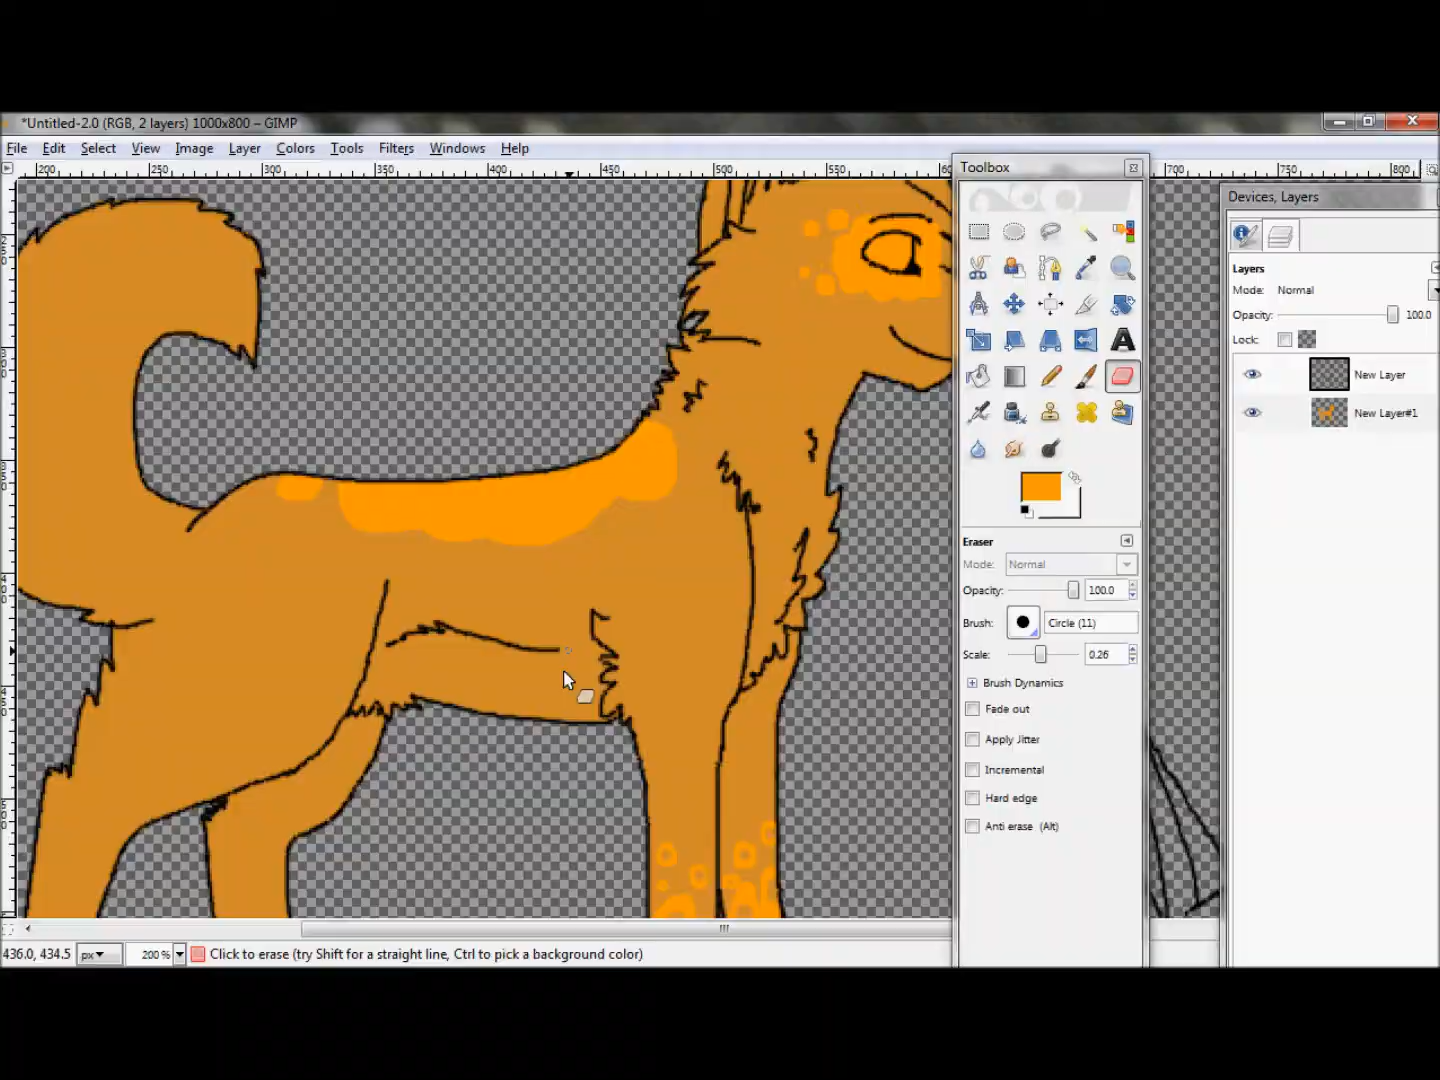 *Untitled-2.0 (RGB, 2 layers) 1000x800 – GIMP
File Edit Select View Image Layer Colors Tools Filters Windows Help
200 250 300 350 400 450 500 550 700 750 800
Toolbox
Devices, Layers
Layers
Mode: Normal
Opacity: 100.0
Lock:
New Layer
New Layer#1
Eraser
Mode: Normal
Opacity: 100.0
Brush: Circle (11)
Scale: 0.26
Brush Dynamics
Fade out
Apply Jitter
Incremental
Hard edge
Anti erase (Alt)
436.0, 434.5 px 200 % Click to erase (try Shift for a straight line, Ctrl to pick a background color)